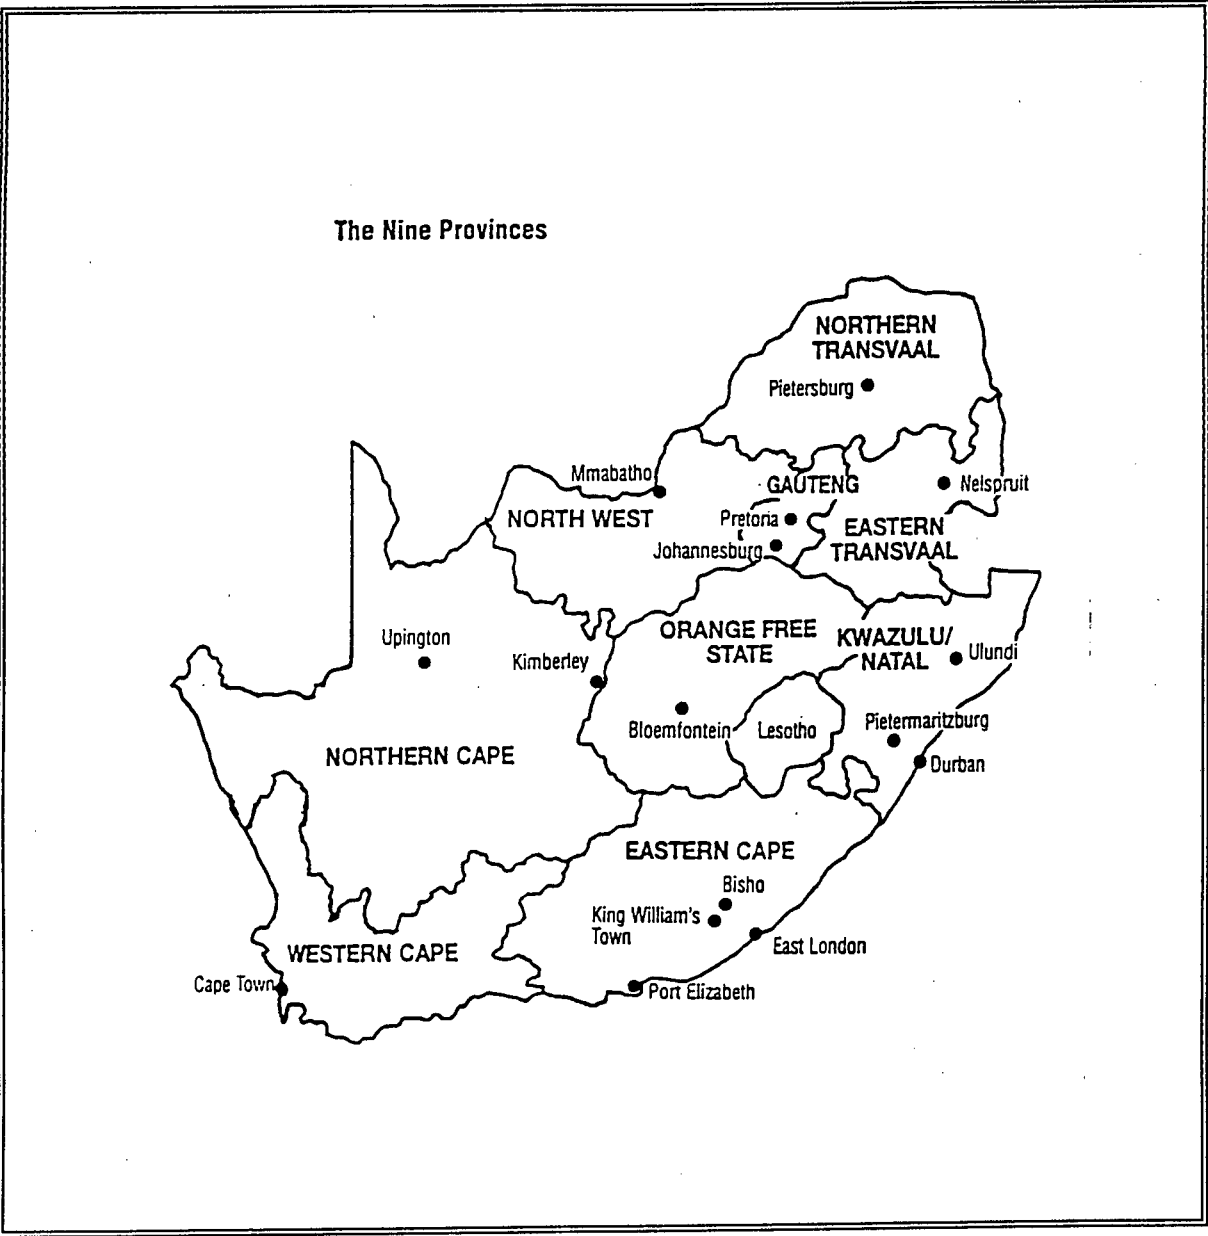 The Nine Provinces
NORTHERN
TRANSVAAL
Pietersburg
Mmabatho
GAUTENG
Nelspruit
NORTH WEST
Pretoria
EASTERN
TRANSVAAL
Johannesburg
Upington
Kimberley
ORANGE FREE
STATE
KWAZULU/
NATAL
Ulundi
Bloemfontein
Lesotho
Pietermaritzburg
Durban
NORTHERN CAPE
EASTERN CAPE
Bisho
King William's
Town
East London
WESTERN CAPE
Cape Town
Port Elizabeth